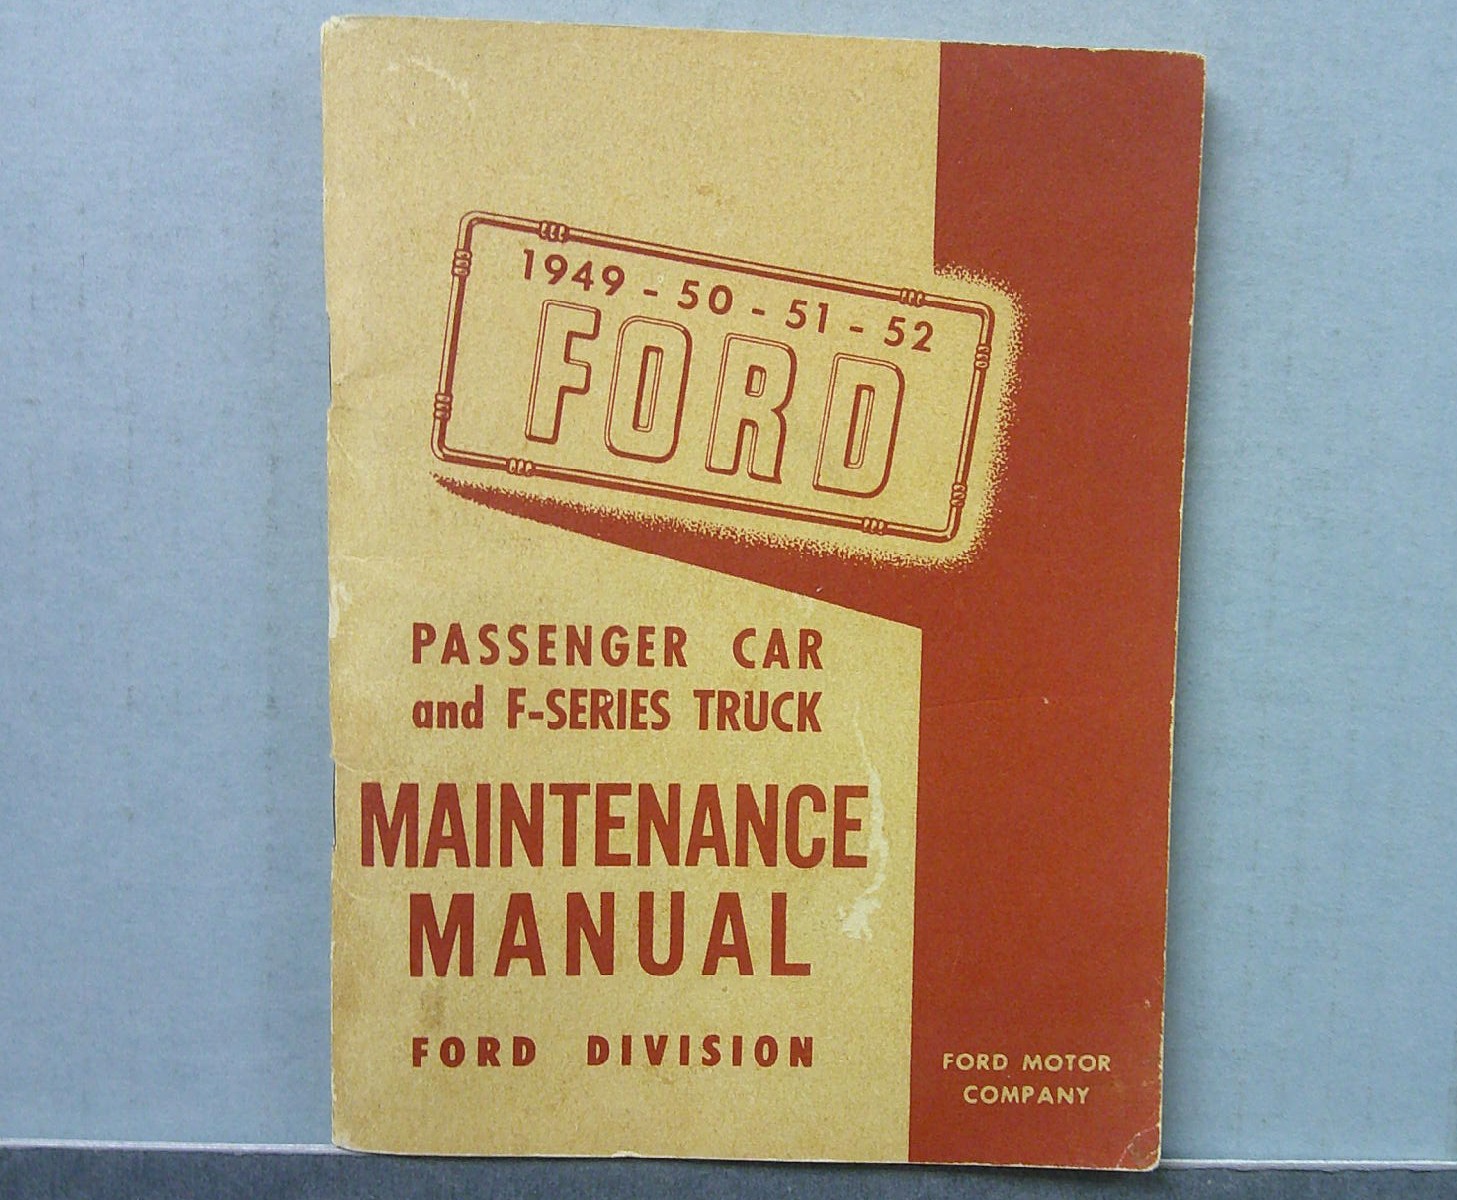 1949 - 50 - 51 - 52
FORD
PASSENGER CAR
and F-SERIES TRUCK
MAINTENANCE
MANUAL
FORD DIVISION
FORD MOTOR
COMPANY